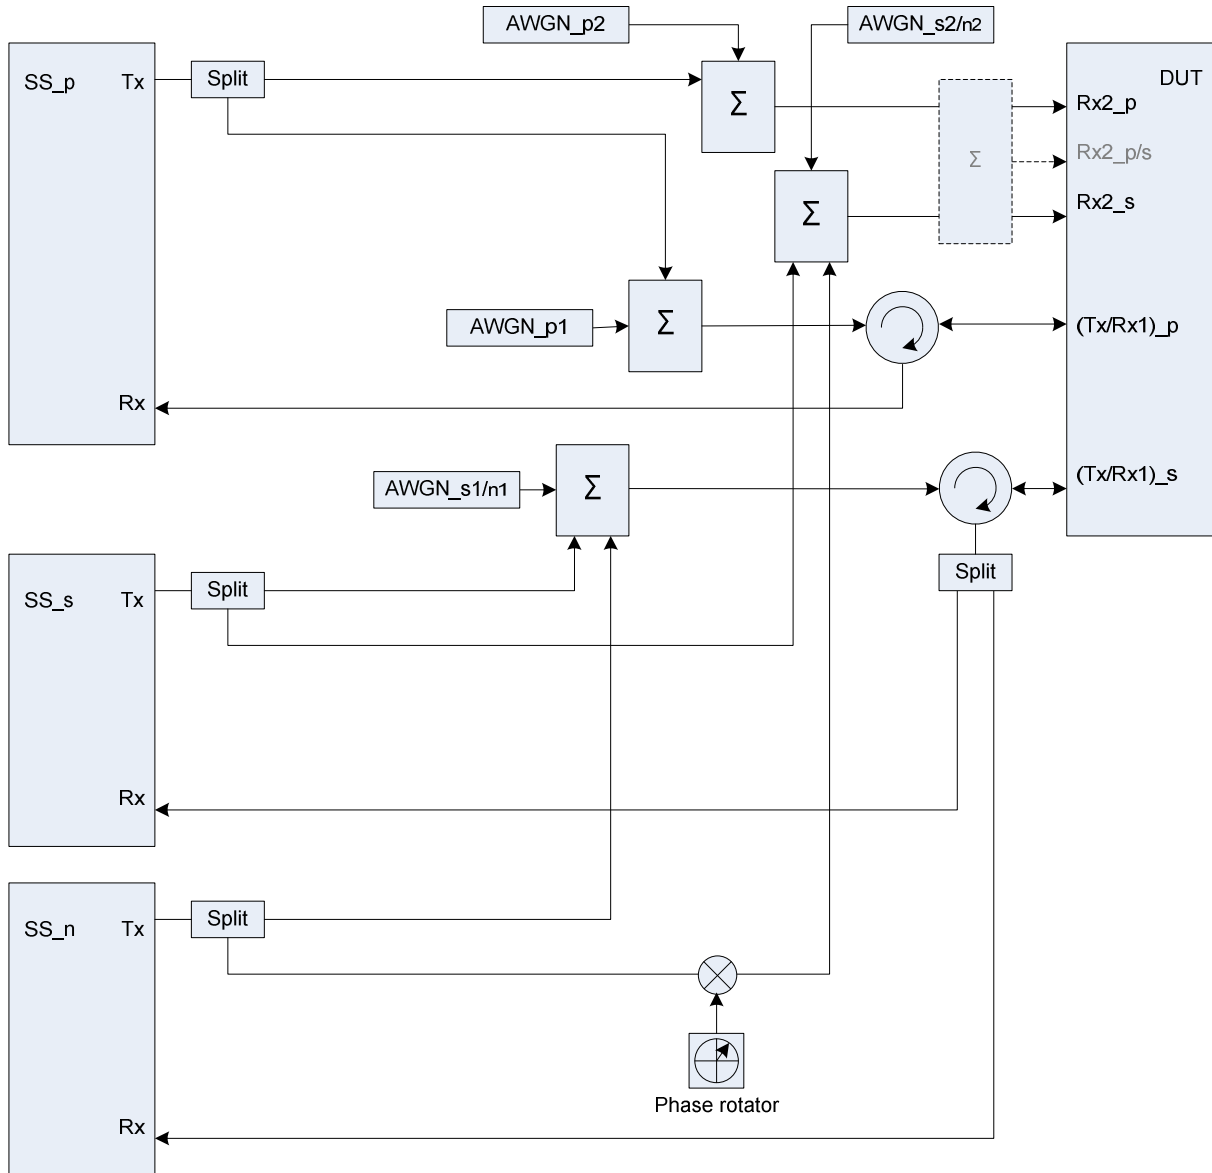 AWGN_p2
AWGN_s2/n2
SS_p
Tx
Split
Σ
DUT
Rx2_p
Σ
Rx2_p/s
Σ
Rx2_s
AWGN_p1
Σ
(Tx/Rx1)_p
Rx
AWGN_s1/n1
Σ
(Tx/Rx1)_s
SS_s
Tx
Split
Split
Rx
SS_n
Tx
Split
Phase rotator
Rx